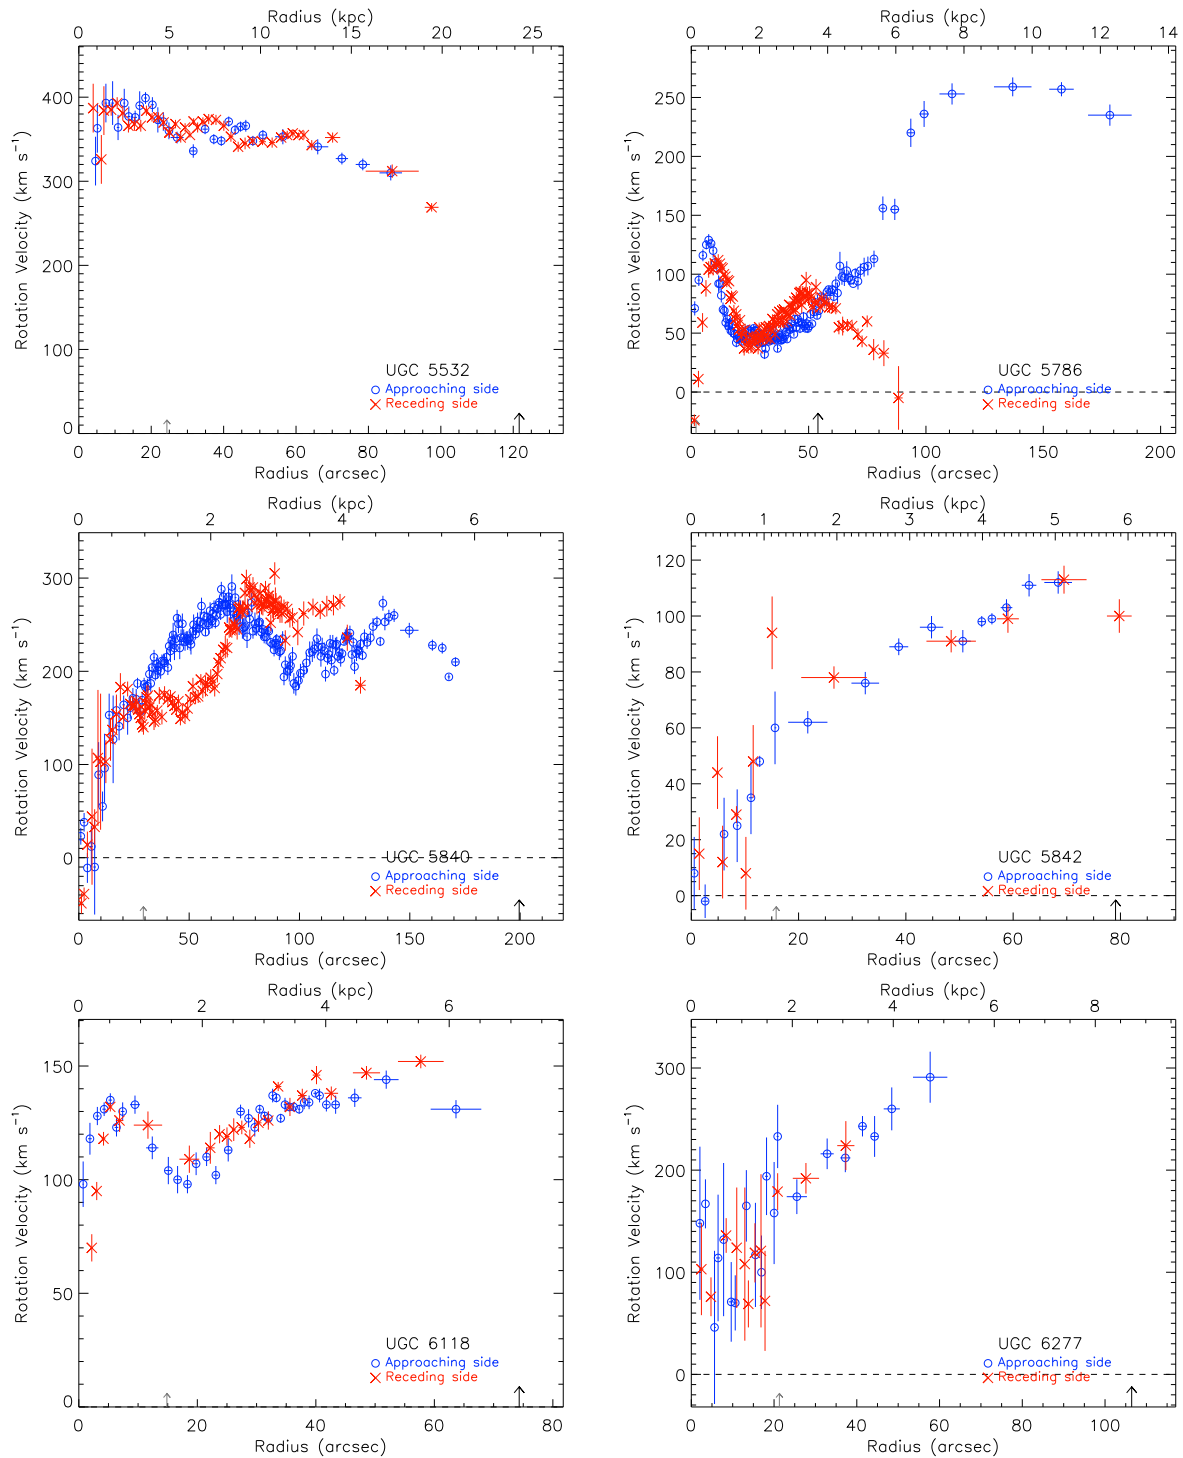 Radius (kpc)
0 5 10 15 20 25
Rotation Velocity (km s⁻¹)
400
300
200
100
0
UGC 5532
Approaching side
Receding side
0 20 40 60 80 100 120
Radius (arcsec)
Radius (kpc)
0 2 4 6 8 10 12 14
Rotation Velocity (km s⁻¹)
250
200
150
100
50
0
UGC 5786
Approaching side
Receding side
0 50 100 150 200
Radius (arcsec)
Radius (kpc)
0 2 4 6
Rotation Velocity (km s⁻¹)
300
200
100
0
UGC 5840
Approaching side
Receding side
0 50 100 150 200
Radius (arcsec)
Radius (kpc)
0 1 2 3 4 5 6
Rotation Velocity (km s⁻¹)
120
100
80
60
40
20
0
UGC 5842
Approaching side
Receding side
0 20 40 60 80
Radius (arcsec)
Radius (kpc)
0 2 4 6
Rotation Velocity (km s⁻¹)
150
100
50
0
UGC 6118
Approaching side
Receding side
0 20 40 60 80
Radius (arcsec)
Radius (kpc)
0 2 4 6 8
Rotation Velocity (km s⁻¹)
300
200
100
0
UGC 6277
Approaching side
Receding side
0 20 40 60 80 100
Radius (arcsec)